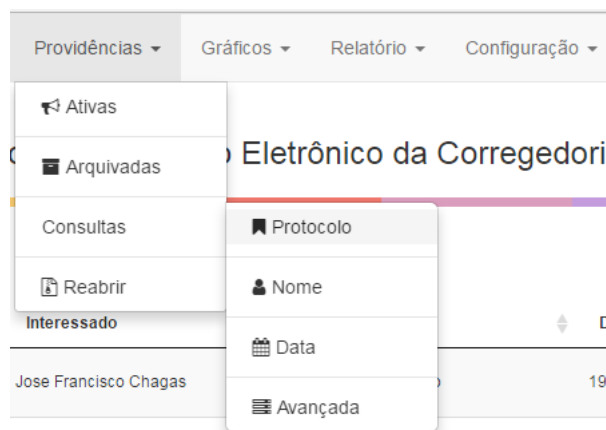 Providências Gráficos Relatório Configuração
Ativas
Eletrônico da
Arquivadas
Consultas
Protocolo
Reabrir
Nome
Interessado
Data
Jose Francisco Chagas 19
Avançada